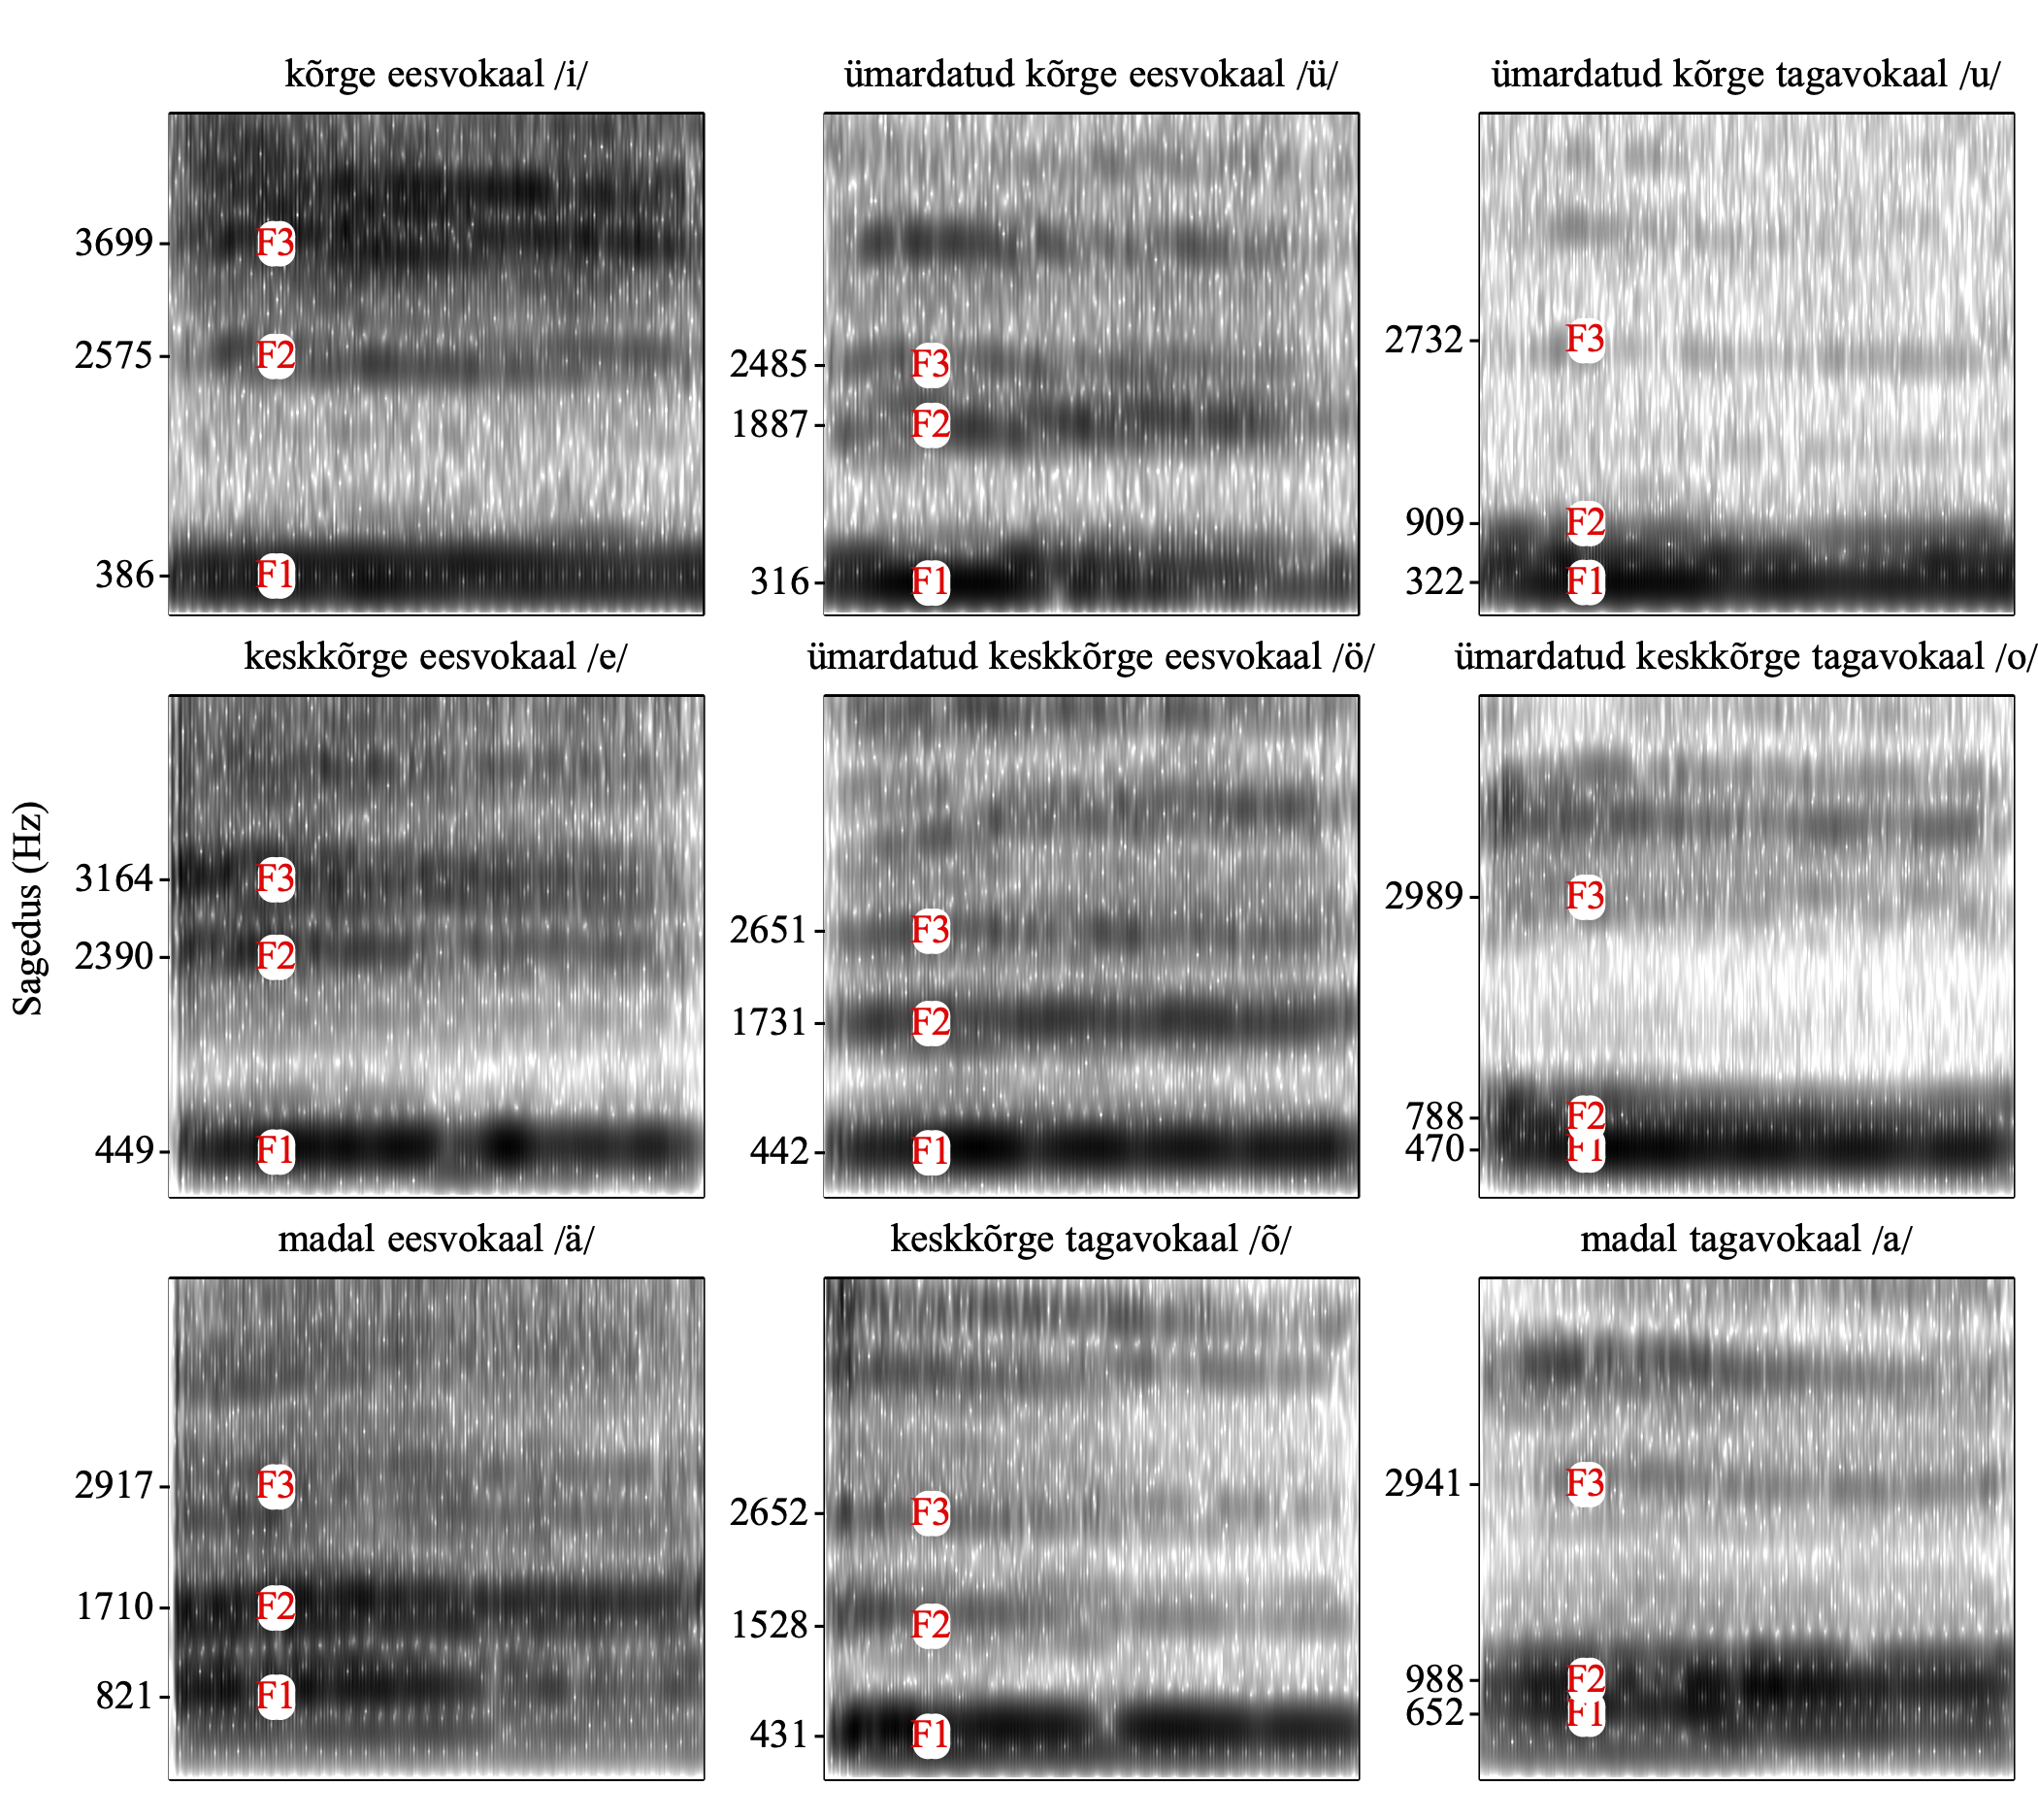 kõrge eesvokaal /i/
ümardatud kõrge eesvokaal /ü/
ümardatud kõrge tagavokaal /u/
3699
F3
2575
F2
386
F1
2485
F3
1887
F2
316
F1
2732
F3
909
F2
322
F1
Sagedus (Hz)
keskkõrge eesvokaal /e/
ümardatud keskkõrge eesvokaal /ö/
ümardatud keskkõrge tagavokaal /o/
3164
F3
2390
F2
449
F1
2651
F3
1731
F2
442
F1
2989
F3
788
F2
470
F1
madal eesvokaal /ä/
keskkõrge tagavokaal /õ/
madal tagavokaal /a/
2917
F3
1710
F2
821
F1
2652
F3
1528
F2
431
F1
2941
F3
988
F2
652
F1